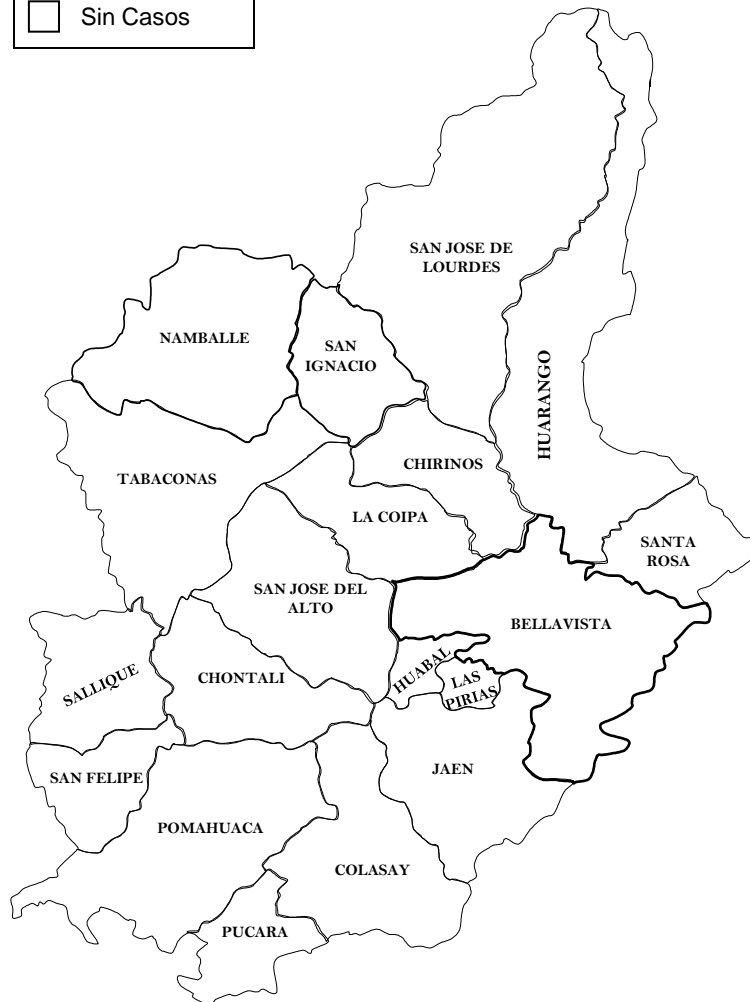 Sin Casos
SAN JOSE DE
LOURDES
NAMBALLE
SAN
IGNACIO
HUARANGO
CHIRINOS
TABACONAS
LA COIPA
SANTA
ROSA
SAN JOSE DEL
ALTO
BELLAVISTA
HUABAL
LAS
PIRIAS
SALLIQUE
CHONTALI
SAN FELIPE
JAEN
POMAHUACA
COLASAY
PUCARA